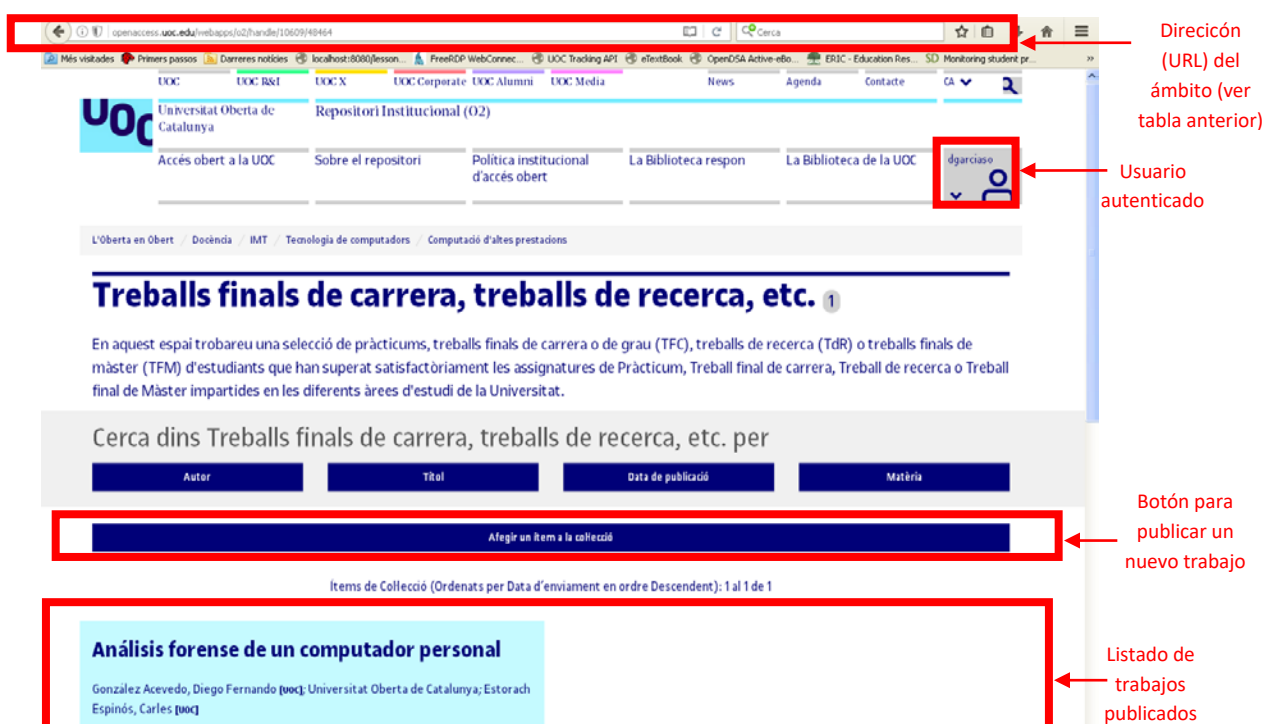 openaccess.uoc.edu/webapps/o2/handle/10609/48464
Cerca
Més visitades Primers passos Darreres notícies localhost:8080/lesson... FreeRDP WebConnec... UOC Tracking API eTextBook OpenDSA Active-eBo... ERIC - Education Res... SD Monitoring student pr... »
Direcicón
(URL) del
ámbito (ver
tabla anterior)
UOC UOC R&I UOC X UOC Corporate UOC Alumni UOC Media News Agenda Contacte CA
UOC
Universitat Oberta de
Catalunya
Repositori Institucional (O2)
Accés obert a la UOC Sobre el repositori Política institucional
d'accés obert
La Biblioteca respon La Biblioteca de la UOC dgarciaso
Usuario
autenticado
L'Oberta en Obert / Docència / IMT / Tecnologia de computadors / Computació d'altes prestacions
Treballs finals de carrera, treballs de recerca, etc. 1
En aquest espai trobareu una selecció de pràcticums, treballs finals de carrera o de grau (TFC), treballs de recerca (TdR) o treballs finals de
màster (TFM) d'estudiants que han superat satisfactòriament les assignatures de Pràcticum, Treball final de carrera, Treball de recerca o Treball
final de Màster impartides en les diferents àrees d'estudi de la Universitat.
Cerca dins Treballs finals de carrera, treballs de recerca, etc. per
Autor Títol Data de publicació Matèria
Afegir un ítem a la col·lecció
Botón para
publicar un
nuevo trabajo
Ítems de Col·lecció (Ordenats per Data d'enviament en ordre Descendent): 1 al 1 de 1
Análisis forense de un computador personal
González Acevedo, Diego Fernando [uoc]; Universitat Oberta de Catalunya; Estorach
Espinós, Carles [uoc]
Listado de
trabajos
publicados